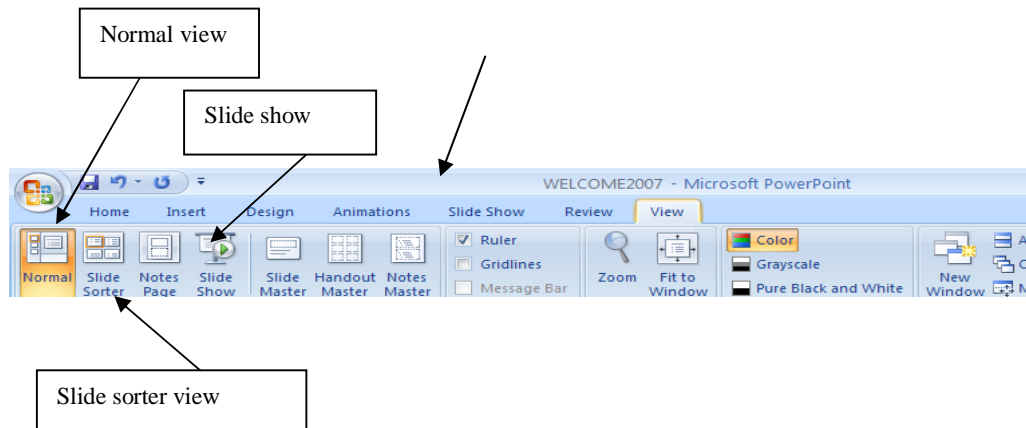 Normal view
Slide show
WELCOME2007 - Microsoft PowerPoint
Home Insert Design Animations Slide Show Review View
Normal
Slide Sorter
Notes Page
Slide Show
Slide Master
Handout Master
Notes Master
Ruler
Gridlines
Message Bar
Zoom
Fit to Window
Color
Grayscale
Pure Black and White
New Window
Slide sorter view